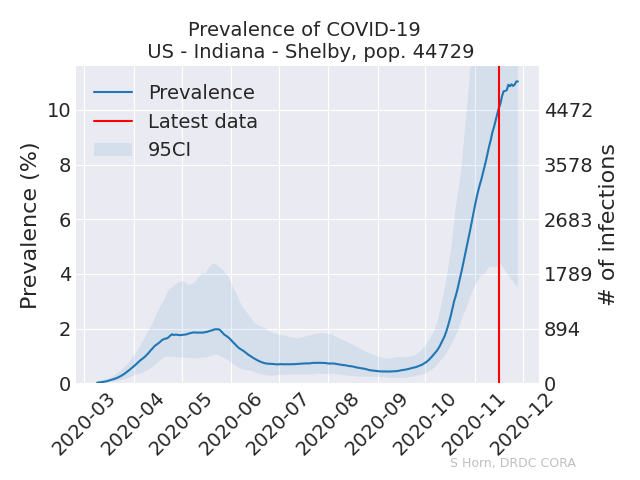 Prevalence of COVID-19
US - Indiana - Shelby, pop. 44729
Prevalence
Latest data
95CI
Prevalence (%)
10
8
6
4
2
0
4472
3578
2683
1789
894
0
# of infections
2020-03
2020-04
2020-05
2020-06
2020-07
2020-08
2020-09
2020-10
2020-11
2020-12
S Horn, DRDC CORA